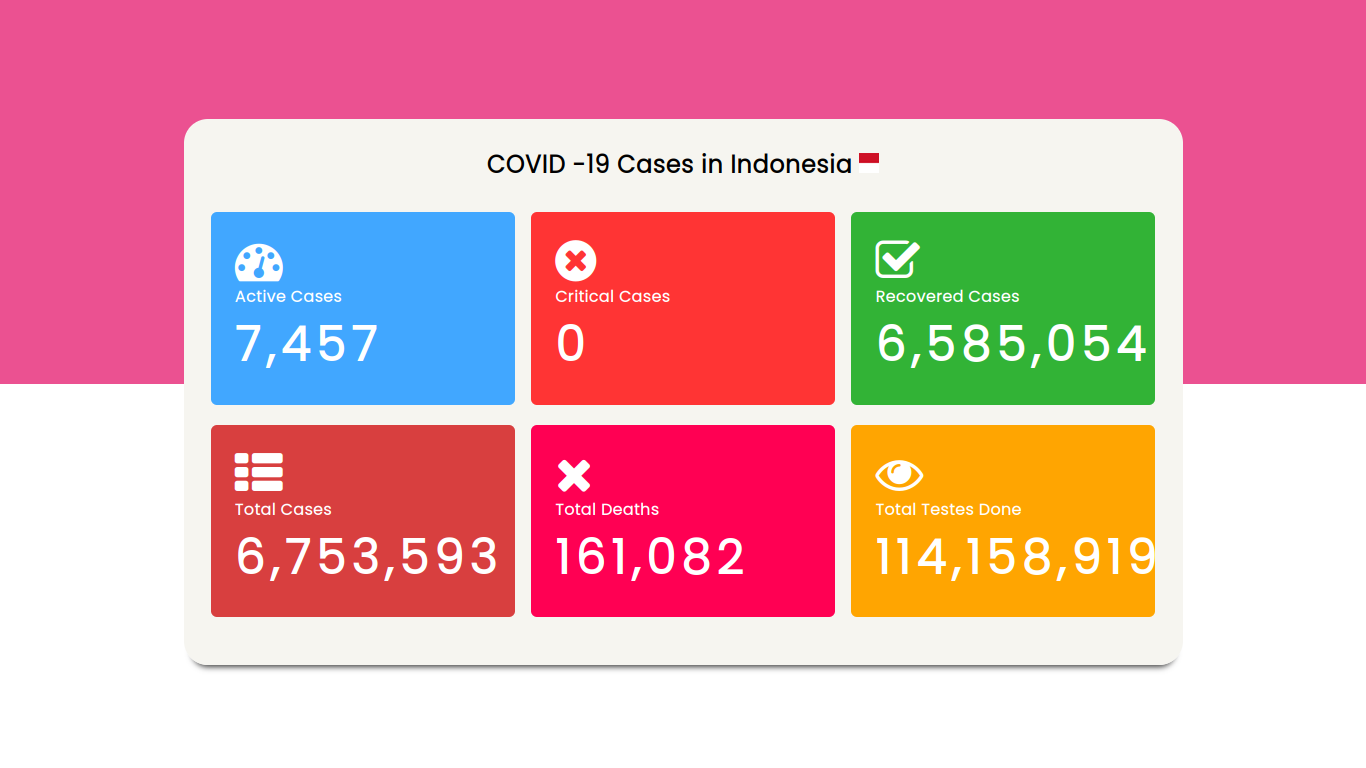 COVID -19 Cases in Indonesia
Active Cases
7,457
Critical Cases
0
Recovered Cases
6,585,054
Total Cases
6,753,593
Total Deaths
161,082
Total Testes Done
114,158,919